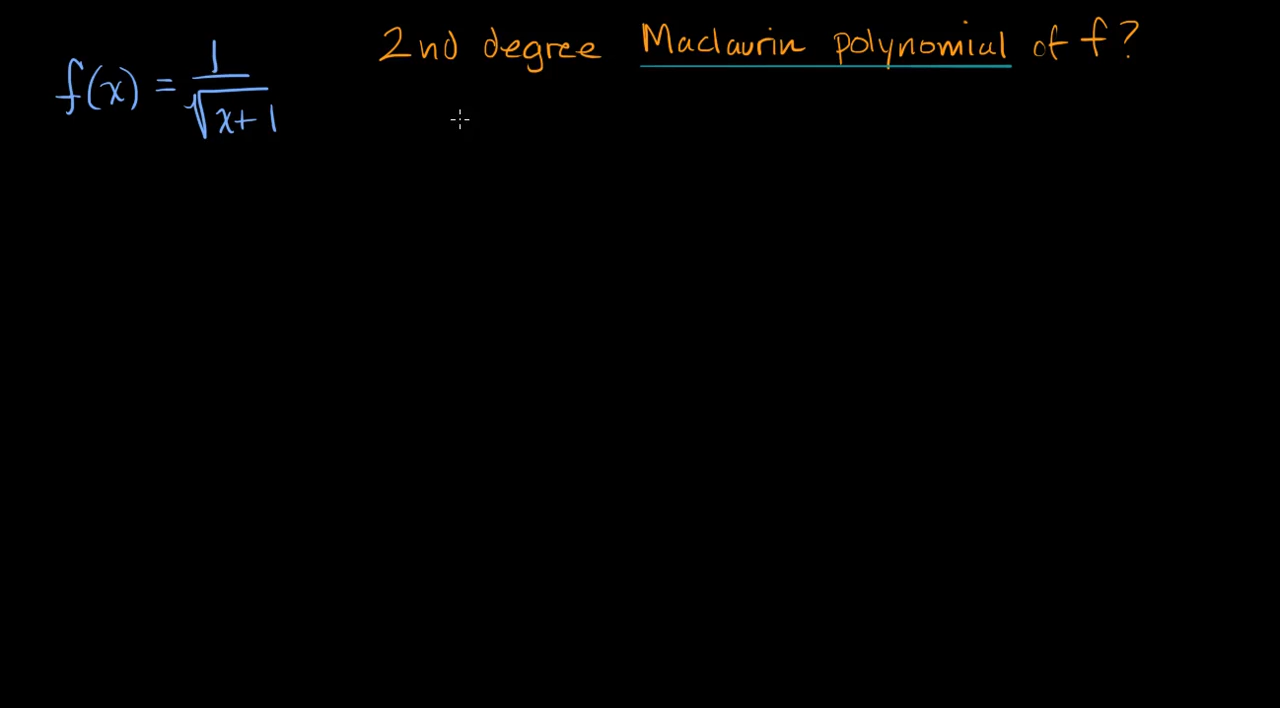 f(x) = 1/√(x+1)
2nd degree Maclaurin polynomial of f?